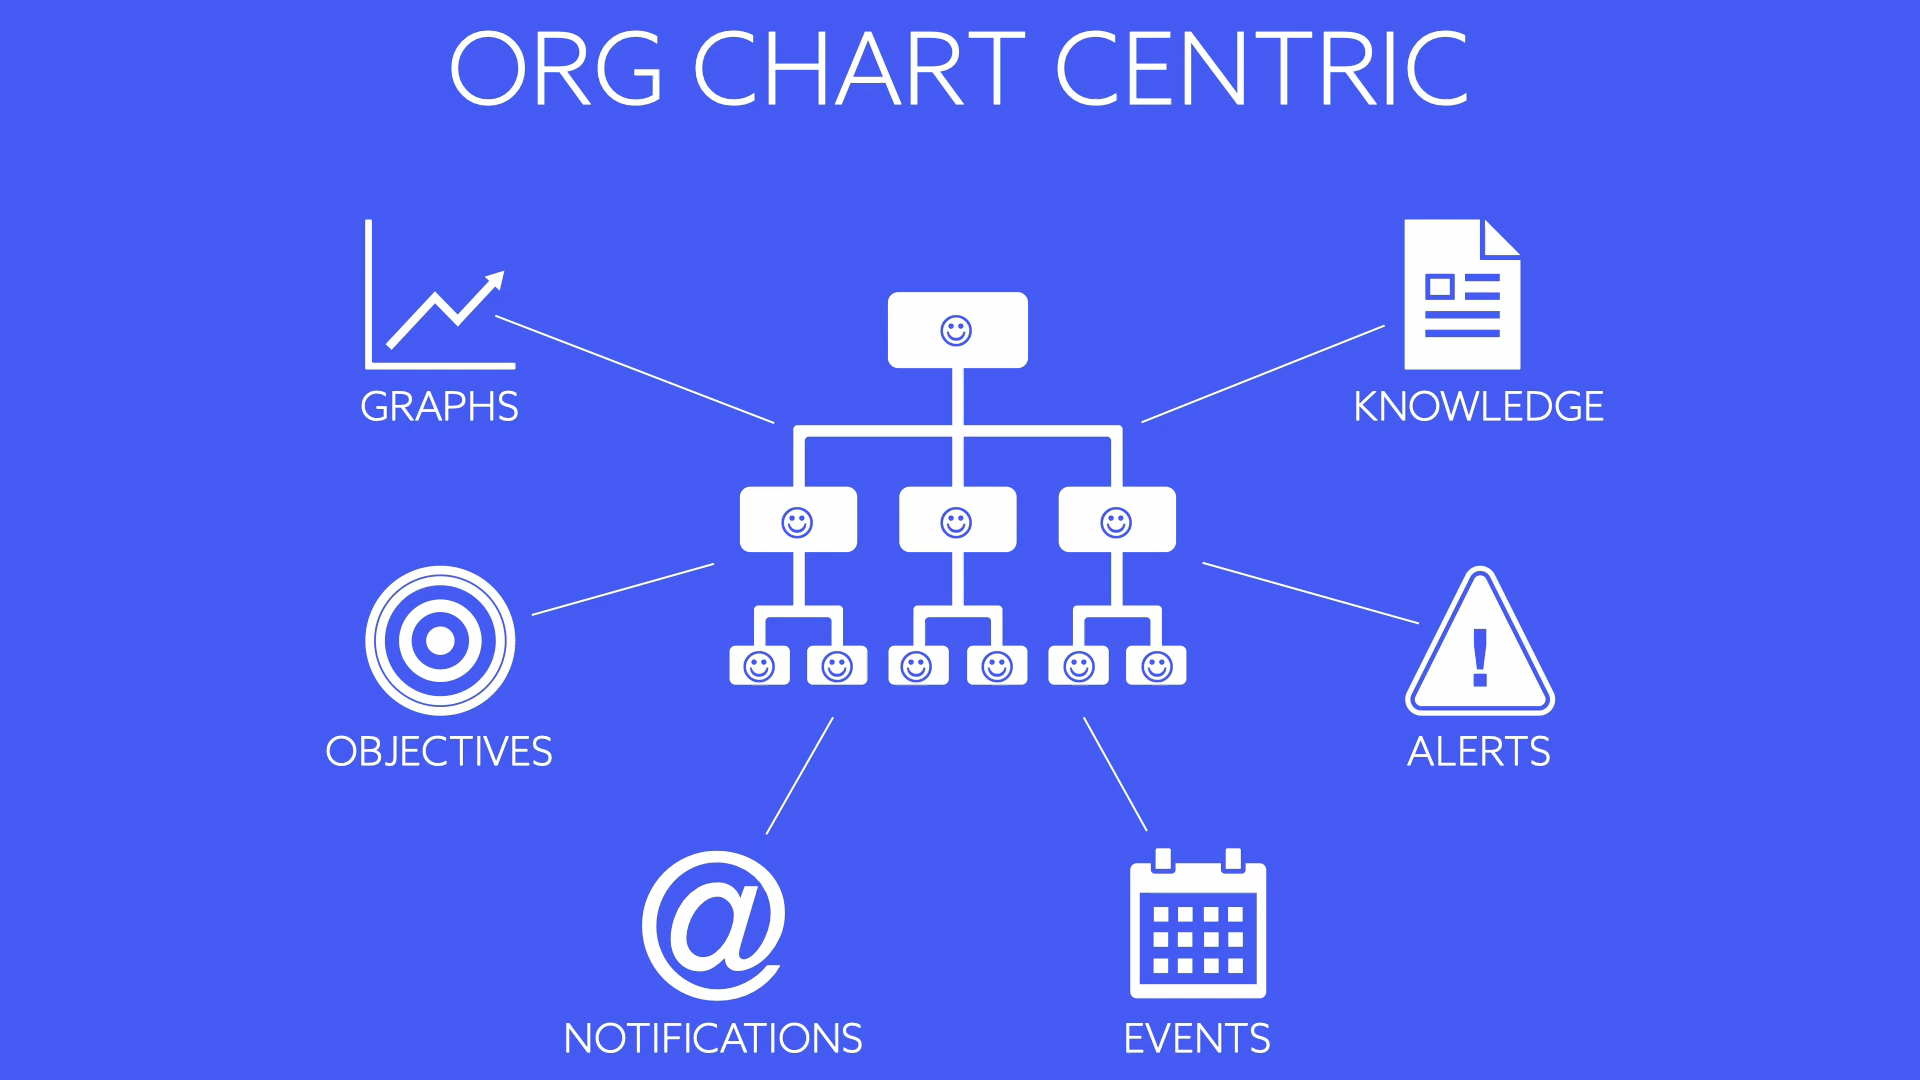 ORG CHART CENTRIC
GRAPHS
KNOWLEDGE
OBJECTIVES
ALERTS
NOTIFICATIONS
EVENTS